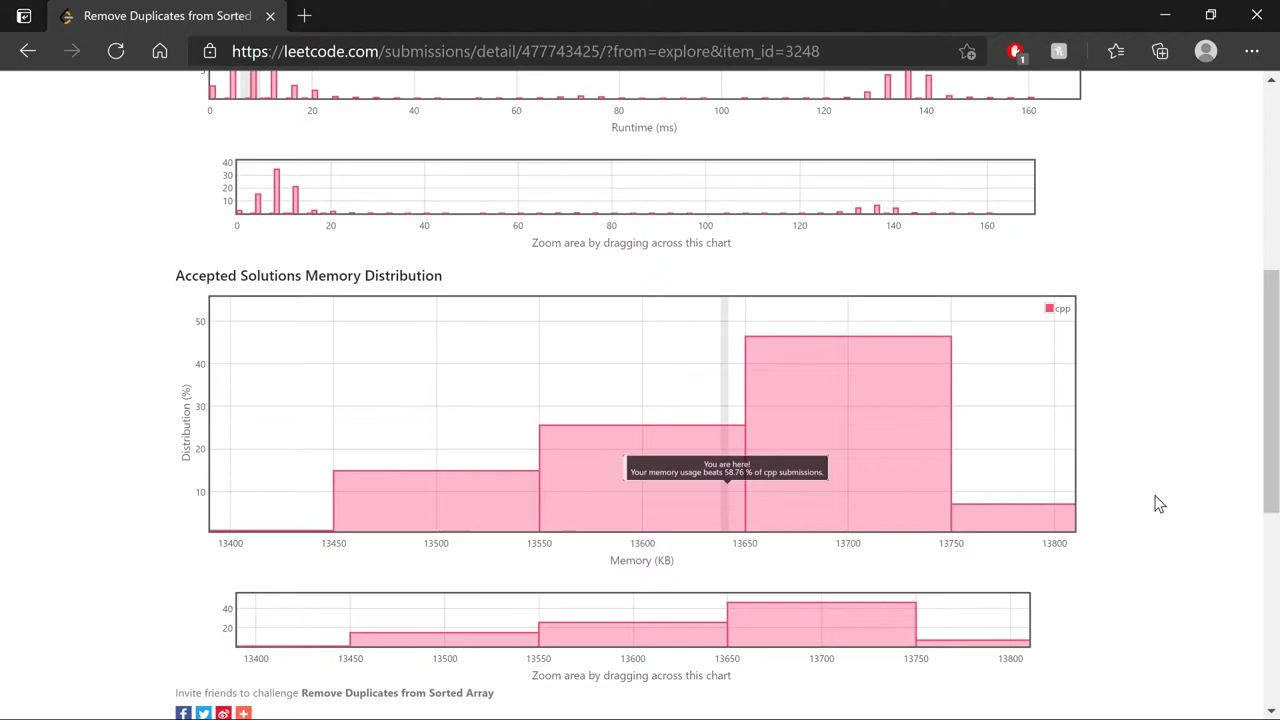 Remove Duplicates from Sorted
https://leetcode.com/submissions/detail/477743425/?from=explore&item_id=3248
1
0 20 40 60 80 100 120 140 160
Runtime (ms)
40
30
20
10
0 20 40 60 80 100 120 140 160
Zoom area by dragging across this chart
Accepted Solutions Memory Distribution
cpp
50
40
30
20
10
Distribution (%)
You are here!
Your memory usage beats 58.76 % of cpp submissions.
13400 13450 13500 13550 13600 13650 13700 13750 13800
Memory (KB)
40
20
13400 13450 13500 13550 13600 13650 13700 13750 13800
Zoom area by dragging across this chart
Invite friends to challenge Remove Duplicates from Sorted Array